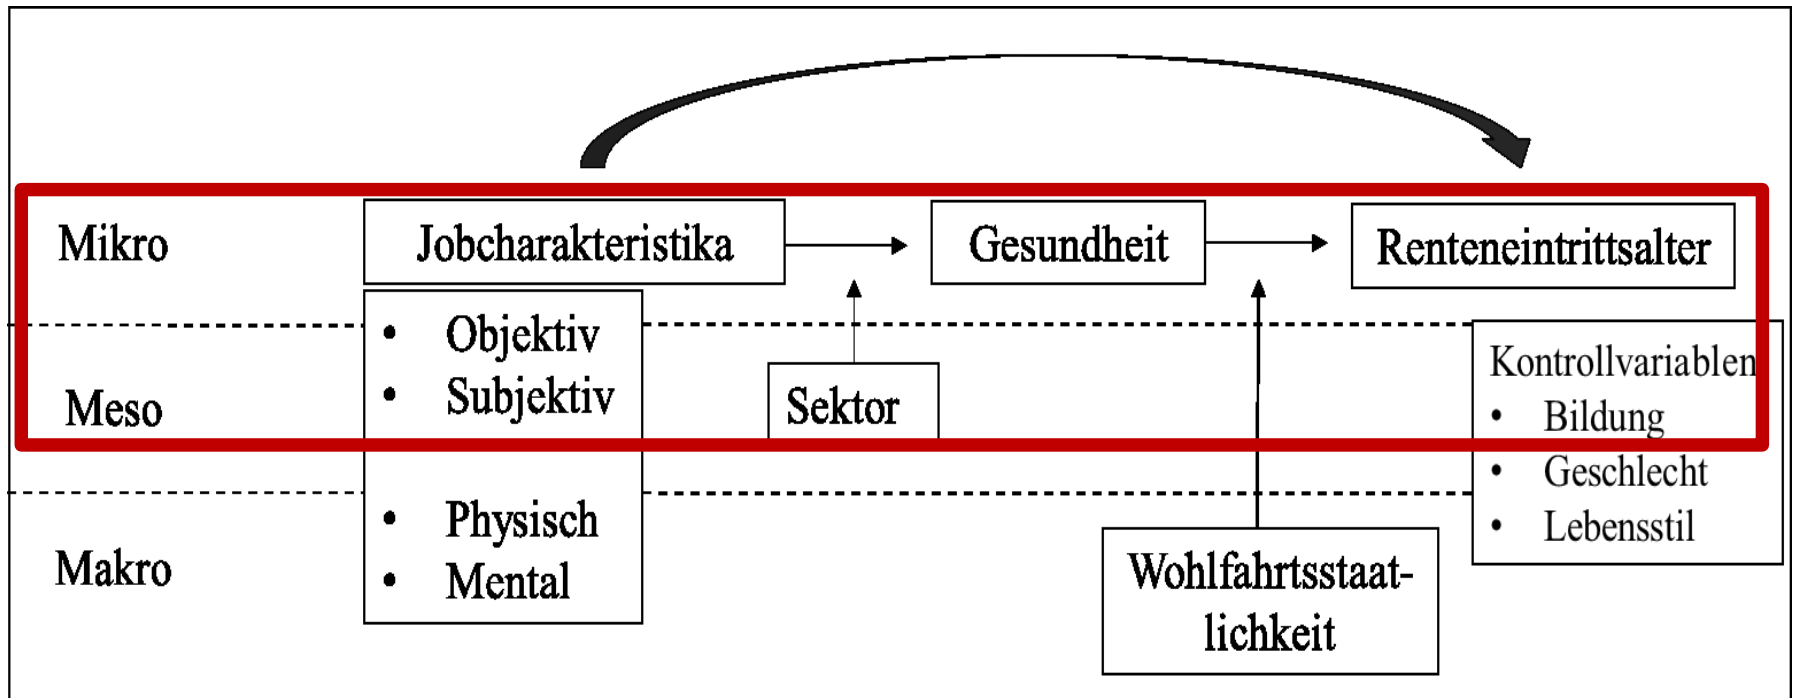 Mikro
Jobcharakteristika
Gesundheit
Renteneintrittsalter
• Objektiv
• Subjektiv
Meso
Sektor
Kontrollvariablen
• Bildung
• Geschlecht
• Lebensstil
• Physisch
• Mental
Makro
Wohlfahrtsstaat-
lichkeit